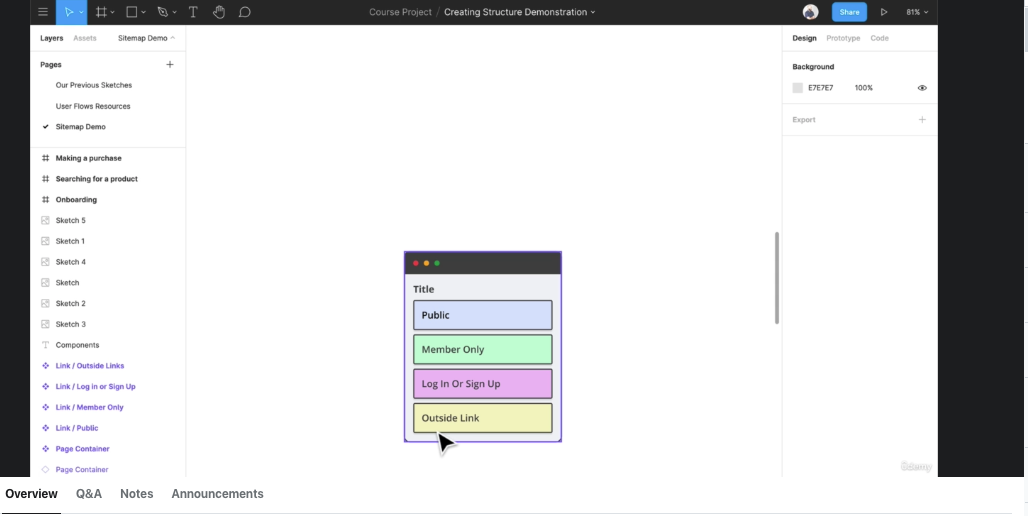 Course Project / Creating Structure Demonstration
Share
81%
Layers
Assets
Sitemap Demo
Pages
Our Previous Sketches
User Flows Resources
Sitemap Demo
Making a purchase
Searching for a product
Onboarding
Sketch 5
Sketch 1
Sketch 4
Sketch
Sketch 2
Sketch 3
Components
Link / Outside Links
Link / Log in or Sign Up
Link / Member Only
Link / Public
Page Container
Page Container
Title
Public
Member Only
Log In Or Sign Up
Outside Link
Design
Prototype
Code
Background
E7E7E7
100%
Export
Udemy
Overview
Q&A
Notes
Announcements